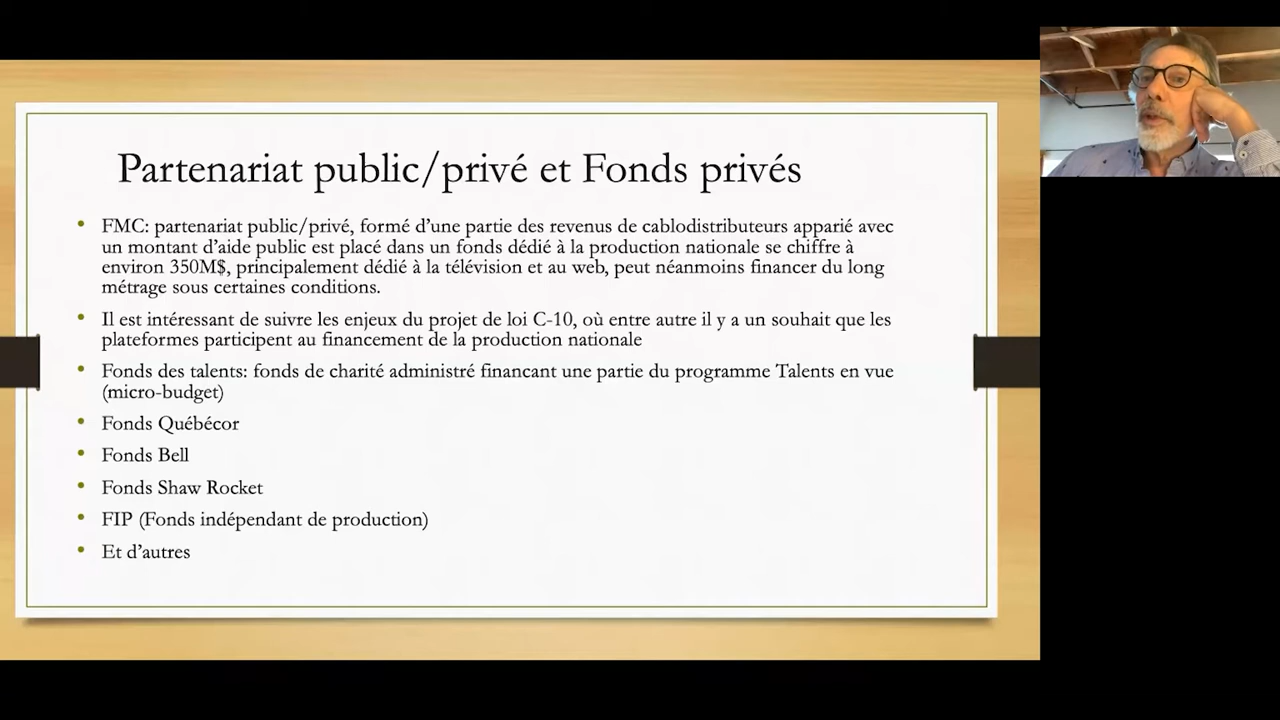 Partenariat public/privé et Fonds privés
• FMC: partenariat public/privé, formé d’une partie des revenus de cablodistributeurs apparié avec
un montant d’aide public est placé dans un fonds dédié à la production nationale se chiffre à
environ 350M$, principalement dédié à la télévision et au web, peut néanmoins financer du long
métrage sous certaines conditions.
• Il est intéressant de suivre les enjeux du projet de loi C-10, où entre autre il y a un souhait que les
plateformes participent au financement de la production nationale
• Fonds des talents: fonds de charité administré financant une partie du programme Talents en vue
(micro-budget)
• Fonds Québécor
• Fonds Bell
• Fonds Shaw Rocket
• FIP (Fonds indépendant de production)
• Et d’autres